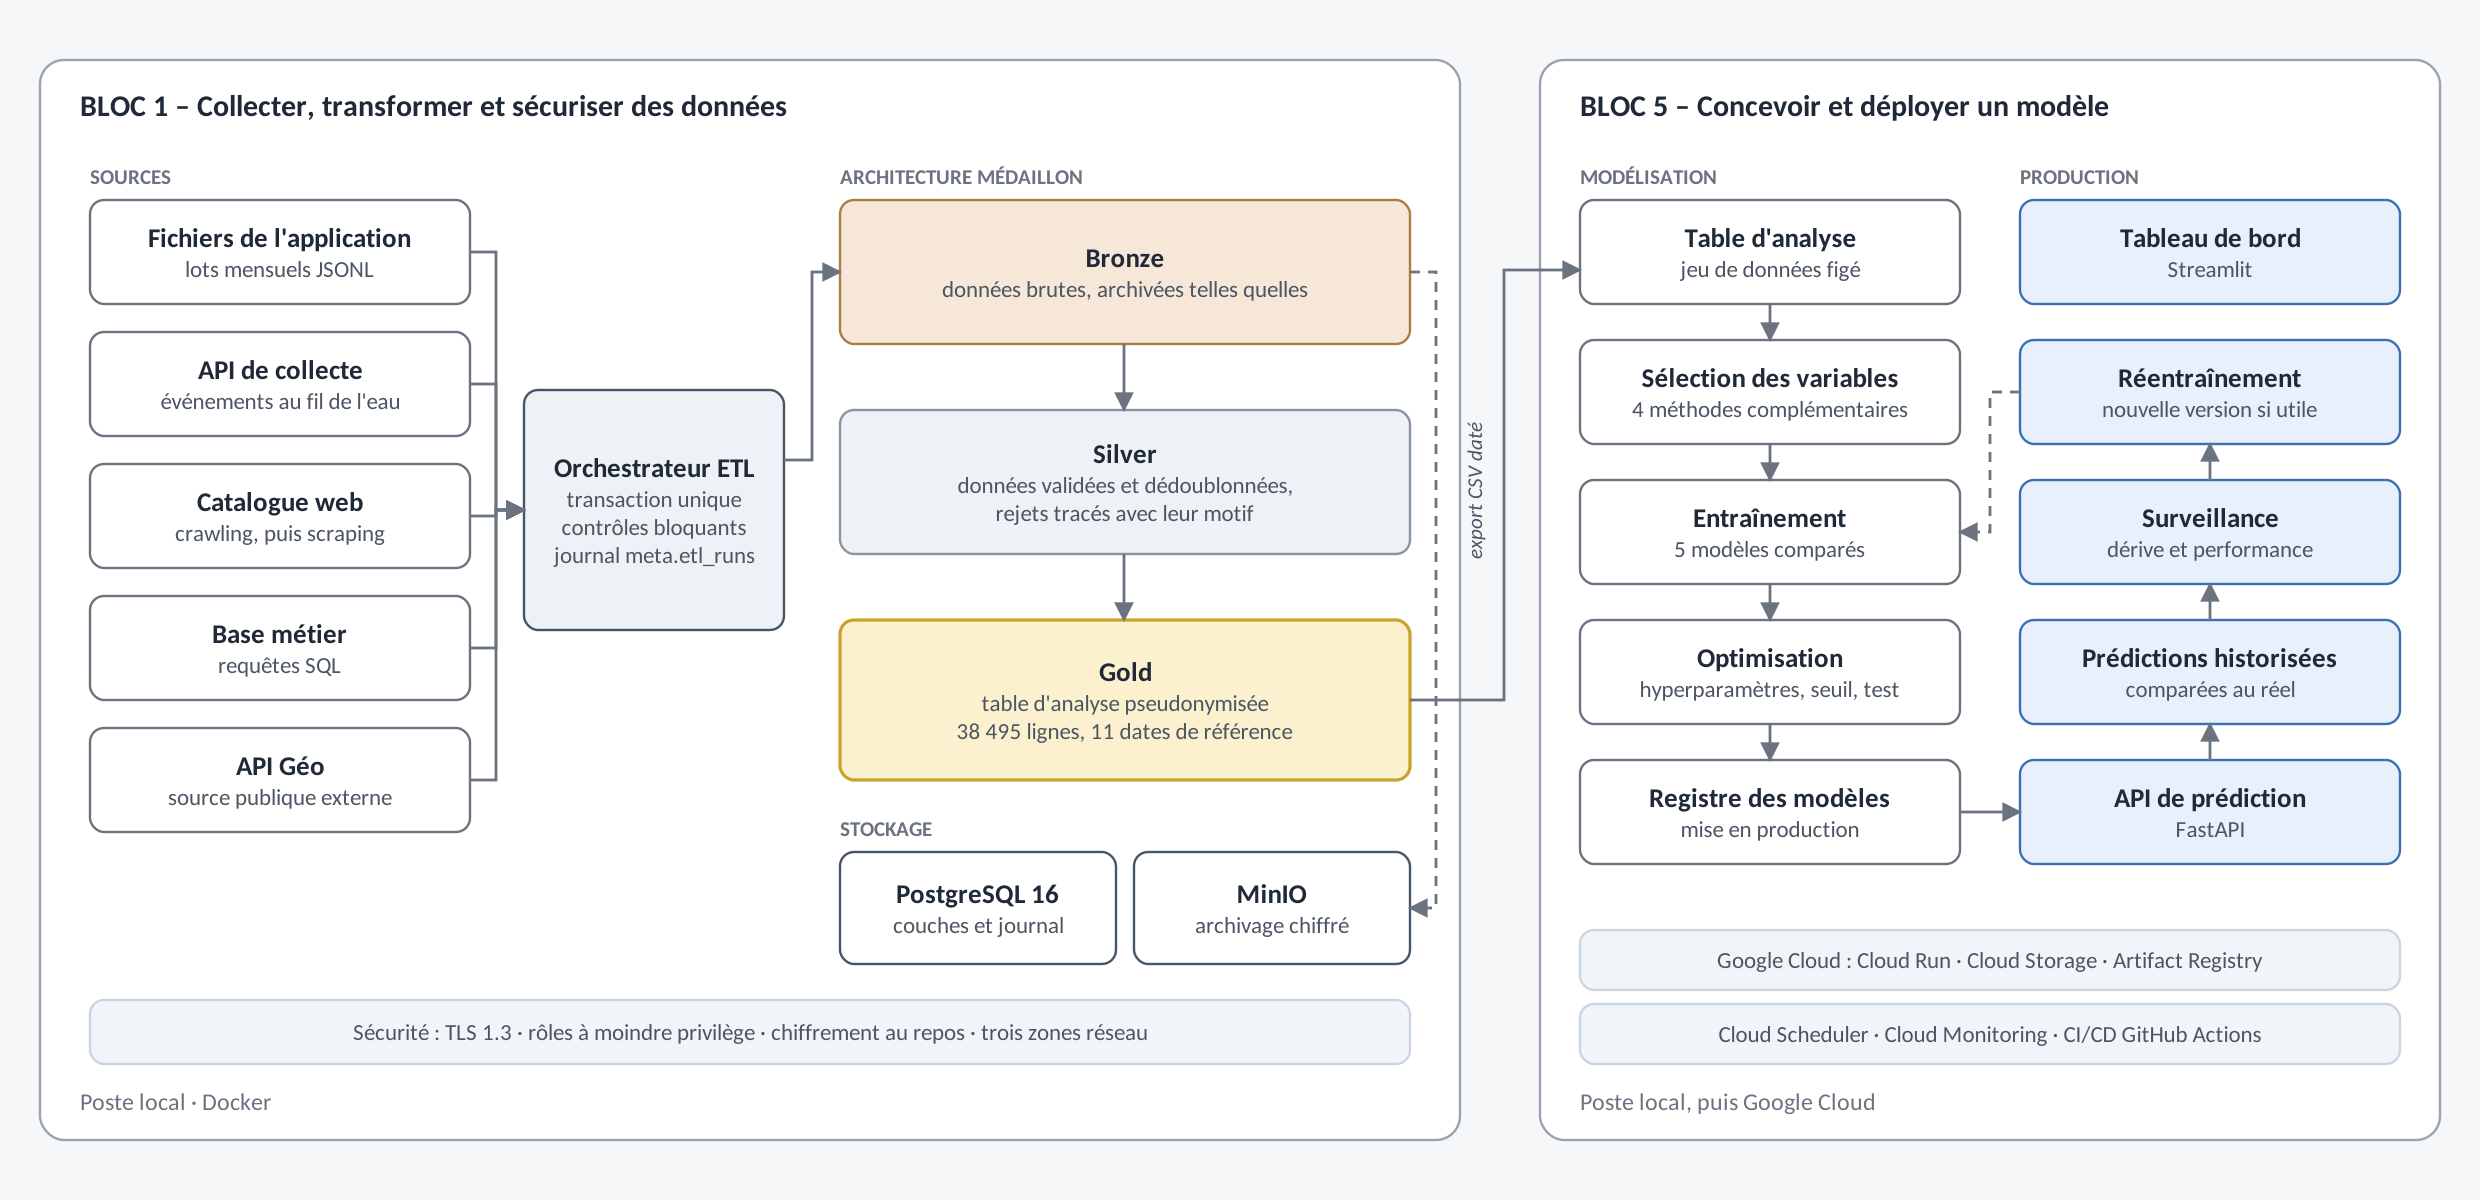 BLOC 1 – Collecter, transformer et sécuriser des données
SOURCES
Fichiers de l'application
lots mensuels JSONL
API de collecte
événements au fil de l'eau
Catalogue web
crawling, puis scraping
Base métier
requêtes SQL
API Géo
source publique externe
Orchestrateur ETL
transaction unique
contrôles bloquants
journal meta.etl_runs
ARCHITECTURE MÉDAILLON
Bronze
données brutes, archivées telles quelles
Silver
données validées et dédoublonnées,
rejets tracés avec leur motif
Gold
table d'analyse pseudonymisée
38 495 lignes, 11 dates de référence
STOCKAGE
PostgreSQL 16
couches et journal
MinIO
archivage chiffré
Sécurité : TLS 1.3 · rôles à moindre privilège · chiffrement au repos · trois zones réseau
Poste local · Docker
export CSV daté
BLOC 5 – Concevoir et déployer un modèle
MODÉLISATION
Table d'analyse
jeu de données figé
Sélection des variables
4 méthodes complémentaires
Entraînement
5 modèles comparés
Optimisation
hyperparamètres, seuil, test
Registre des modèles
mise en production
PRODUCTION
Tableau de bord
Streamlit
Réentraînement
nouvelle version si utile
Surveillance
dérive et performance
Prédictions historisées
comparées au réel
API de prédiction
FastAPI
Google Cloud : Cloud Run · Cloud Storage · Artifact Registry
Cloud Scheduler · Cloud Monitoring · CI/CD GitHub Actions
Poste local, puis Google Cloud